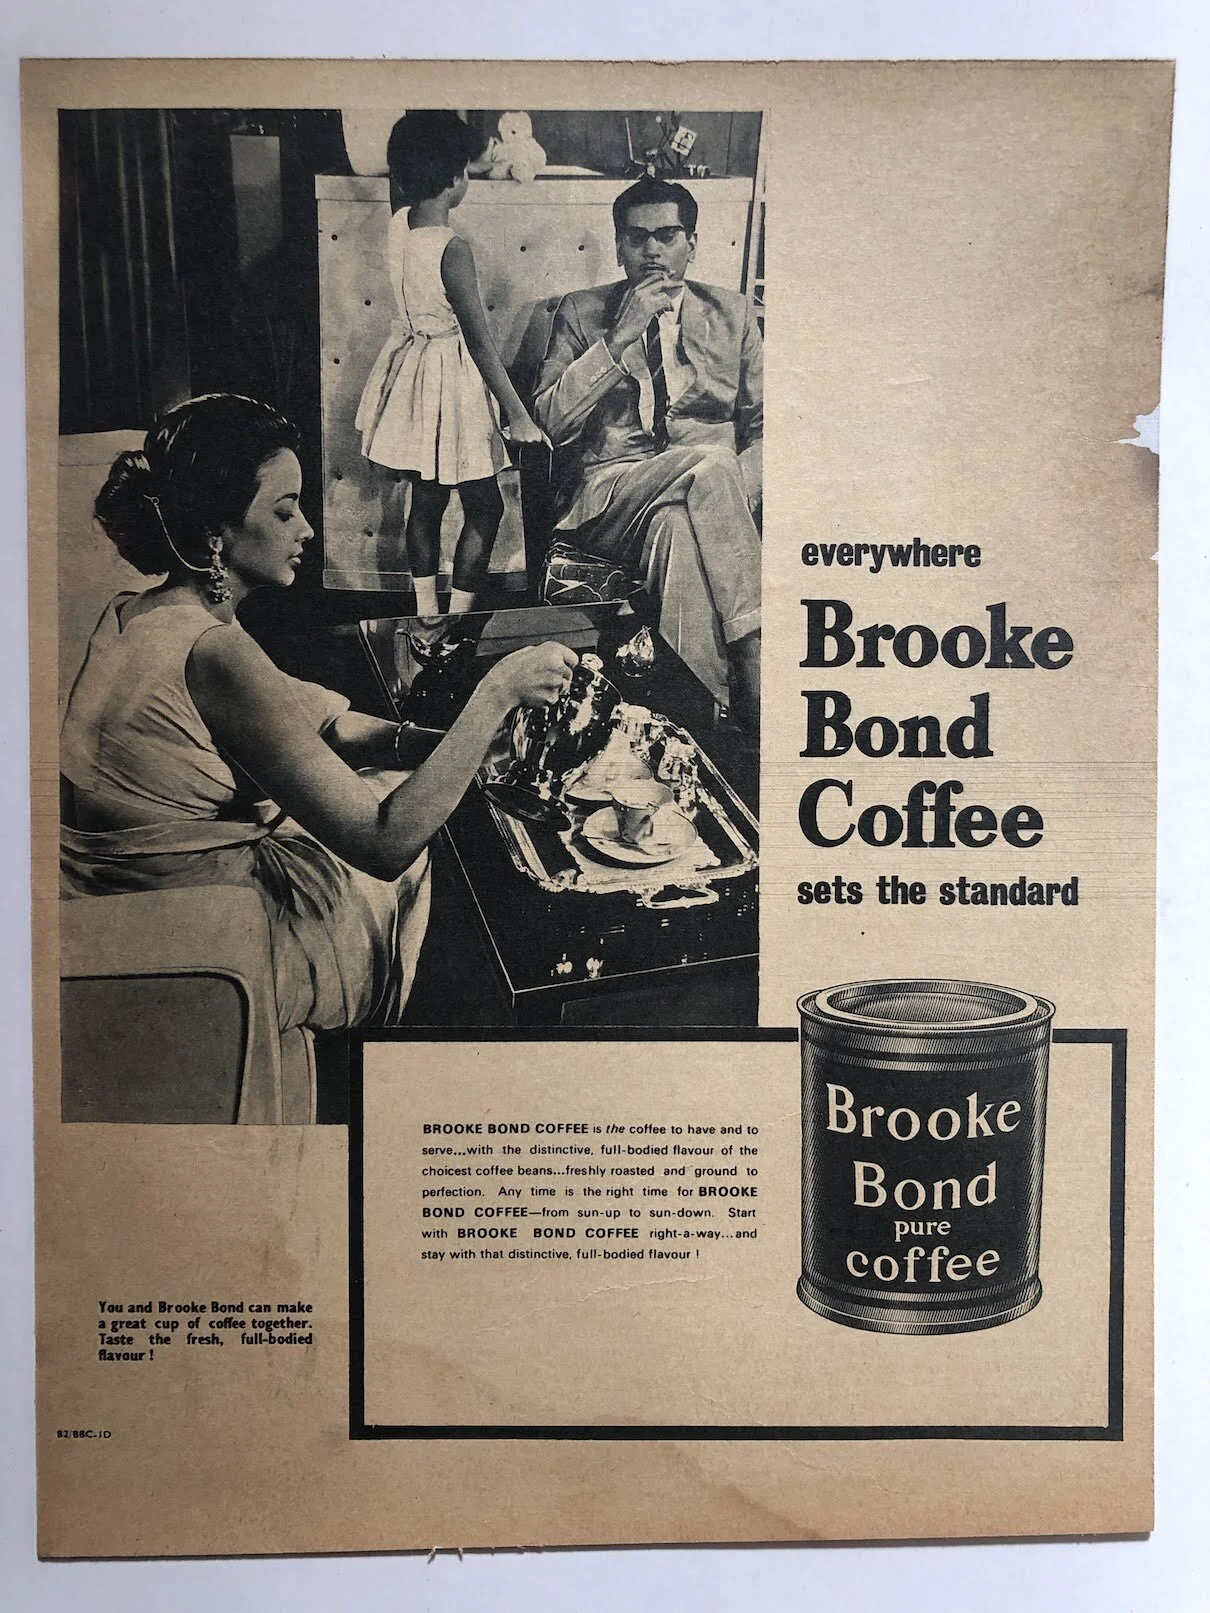 everywhere
Brooke
Bond
Coffee
sets the standard
Brooke
Bond
pure
coffee
BROOKE BOND COFFEE is the coffee to have and to
serve...with the distinctive, full-bodied flavour of the
choicest coffee beans...freshly roasted and ground to
perfection. Any time is the right time for BROOKE
BOND COFFEE—from sun-up to sun-down. Start
with BROOKE BOND COFFEE right-a-way...and
stay with that distinctive, full-bodied flavour !
You and Brooke Bond can make
a great cup of coffee together.
Taste the fresh, full-bodied
flavour !
82/BBC-1D